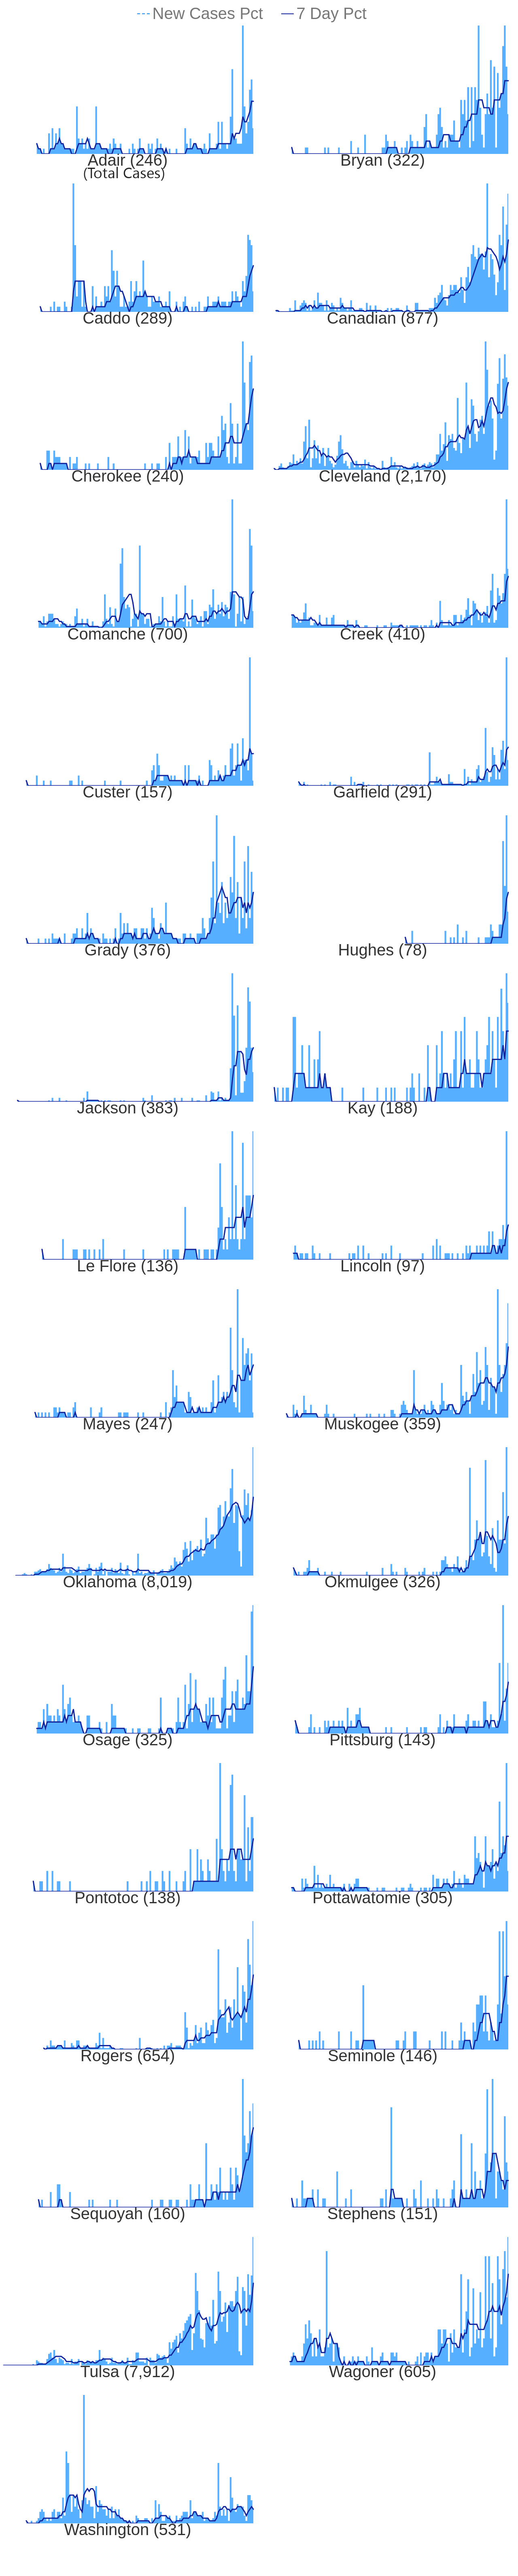 New Cases Pct 7 Day Pct
Adair (246) Bryan (322)
(Total Cases)
Caddo (289) Canadian (877)
Cherokee (240) Cleveland (2,170)
Comanche (700) Creek (410)
Custer (157) Garfield (291)
Grady (376) Hughes (78)
Jackson (383) Kay (188)
Le Flore (136) Lincoln (97)
Mayes (247) Muskogee (359)
Oklahoma (8,019) Okmulgee (326)
Osage (325) Pittsburg (143)
Pontotoc (138) Pottawatomie (305)
Rogers (654) Seminole (146)
Sequoyah (160) Stephens (151)
Tulsa (7,912) Wagoner (605)
Washington (531)